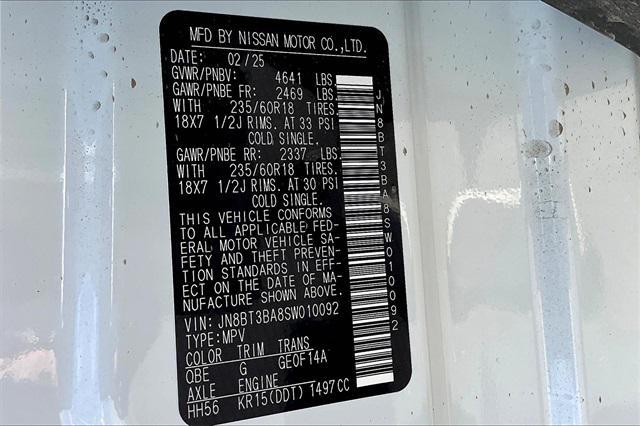 MFD BY NISSAN MOTOR CO.,LTD.
DATE: 02/25
GVWR/PNBV: 4641 LBS
GAWR/PNBE FR: 2469 LBS.
WITH 235/60R18 TIRES.
18X7 1/2J RIMS. AT 33 PSI
COLD SINGLE.
GAWR/PNBE RR: 2337 LBS.
WITH 235/60R18 TIRES.
18X7 1/2J RIMS. AT 30 PSI
COLD SINGLE.
THIS VEHICLE CONFORMS
TO ALL APPLICABLE FED-
ERAL MOTOR VEHICLE SA-
FETY AND THEFT PREVEN-
TION STANDARDS IN EFF-
ECT ON THE DATE OF MA-
NUFACTURE SHOWN ABOVE.
VIN: JN8BT3BA8SW010092
TYPE: MPV
COLOR TRIM TRANS
QBE G GE0F14A
AXLE ENGINE
HH56 KR15(DDT) 1497CC
JN8BT3BA8SW010092